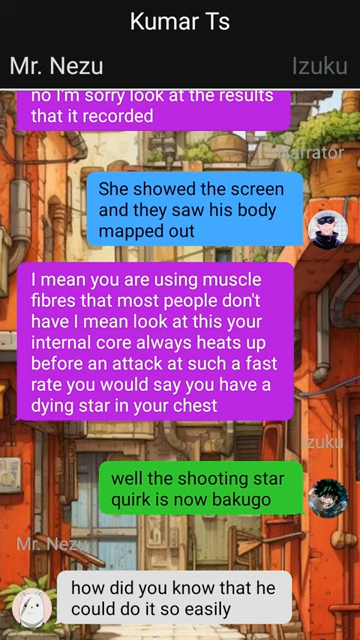 Kumar Ts
Mr. Nezu Izuku
no I'm sorry look at the results
that it recorded
Narrator
She showed the screen
and they saw his body
mapped out
I mean you are using muscle
fibres that most people don't
have I mean look at this your
internal core always heats up
before an attack at such a fast
rate you would say you have a
dying star in your chest
Izuku
well the shooting star
quirk is now bakugo
Mr. Nezu
how did you know that he
could do it so easily